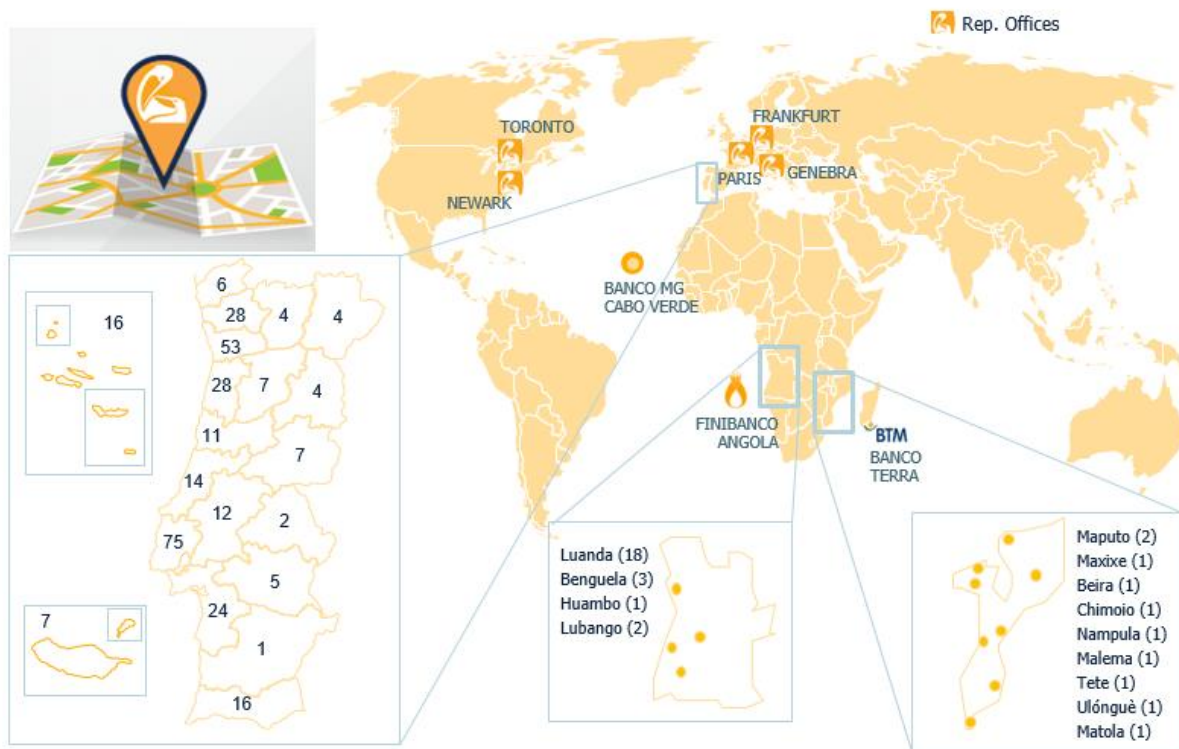 Rep. Offices
TORONTO
NEWARK
FRANKFURT
PARIS
GENEBRA
BANCO MG
CABO VERDE
FINIBANCO
ANGOLA
BTM
BANCO
TERRA
16
7
6
28
4
4
53
28
7
4
11
7
14
12
2
75
5
24
1
16
Luanda (18)
Benguela (3)
Huambo (1)
Lubango (2)
Maputo (2)
Maxixe (1)
Beira (1)
Chimoio (1)
Nampula (1)
Malema (1)
Tete (1)
Ulónguè (1)
Matola (1)